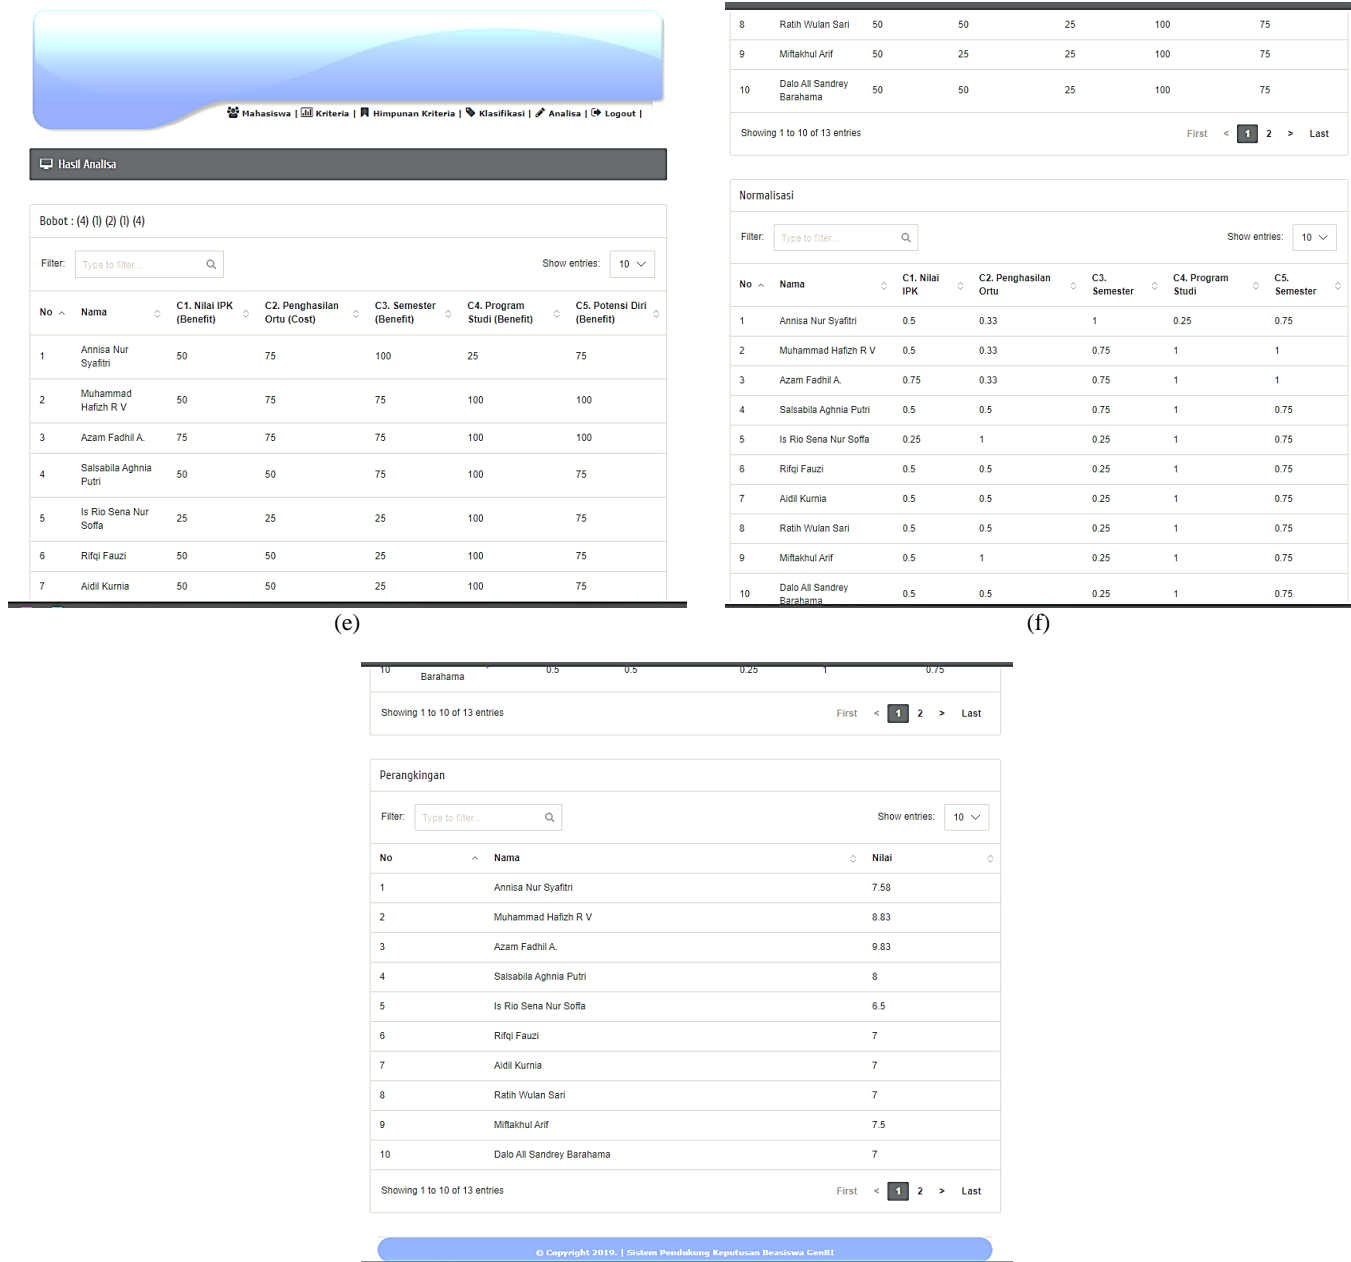 Mahasiswa | Kriteria | Himpunan Kriteria | Klasifikasi | Analisa | Logout |
Hasil Analisa
Bobot : (4) (1) (2) (1) (4)
Filter: Type to filter... Show entries: 10
No Nama C1. Nilai IPK (Benefit) C2. Penghasilan Ortu (Cost) C3. Semester (Benefit) C4. Program Studi (Benefit) C5. Potensi Diri (Benefit)
1 Annisa Nur Syafitri 50 75 100 25 75
2 Muhammad Hafizh R V 50 75 75 100 100
3 Azam Fadhil A. 75 75 75 100 100
4 Salsabila Aghnia Putri 50 50 75 100 75
5 Is Rio Sena Nur Soffa 25 25 25 100 75
6 Rifqi Fauzi 50 50 25 100 75
7 Aidil Kurnia 50 50 25 100 75
(e)
8 Ratih Wulan Sari 50 50 25 100 75
9 Miftakhul Arif 50 25 25 100 75
10 Dalo All Sandrey Barahama 50 50 25 100 75
Showing 1 to 10 of 13 entries First < 1 2 > Last
Normalisasi
Filter: Type to filter... Show entries: 10
No Nama C1. Nilai IPK C2. Penghasilan Ortu C3. Semester C4. Program Studi C5. Semester
1 Annisa Nur Syafitri 0.5 0.33 1 0.25 0.75
2 Muhammad Hafizh R V 0.5 0.33 0.75 1 1
3 Azam Fadhil A. 0.75 0.33 0.75 1 1
4 Salsabila Aghnia Putri 0.5 0.5 0.75 1 0.75
5 Is Rio Sena Nur Soffa 0.25 1 0.25 1 0.75
6 Rifqi Fauzi 0.5 0.5 0.25 1 0.75
7 Aidil Kurnia 0.5 0.5 0.25 1 0.75
8 Ratih Wulan Sari 0.5 0.5 0.25 1 0.75
9 Miftakhul Arif 0.5 1 0.25 1 0.75
10 Dalo All Sandrey Barahama 0.5 0.5 0.25 1 0.75
(f)
10 Barahama 0.5 0.5 0.25 1 0.75
Showing 1 to 10 of 13 entries First < 1 2 > Last
Perangkingan
Filter: Type to filter... Show entries: 10
No Nama Nilai
1 Annisa Nur Syafitri 7.58
2 Muhammad Hafizh R V 8.83
3 Azam Fadhil A. 9.83
4 Salsabila Aghnia Putri 8
5 Is Rio Sena Nur Soffa 6.5
6 Rifqi Fauzi 7
7 Aidil Kurnia 7
8 Ratih Wulan Sari 7
9 Miftakhul Arif 7.5
10 Dalo All Sandrey Barahama 7
Showing 1 to 10 of 13 entries First < 1 2 > Last
© Copyright 2019. | Sistem Pendukung Keputusan Beasiswa GenBI